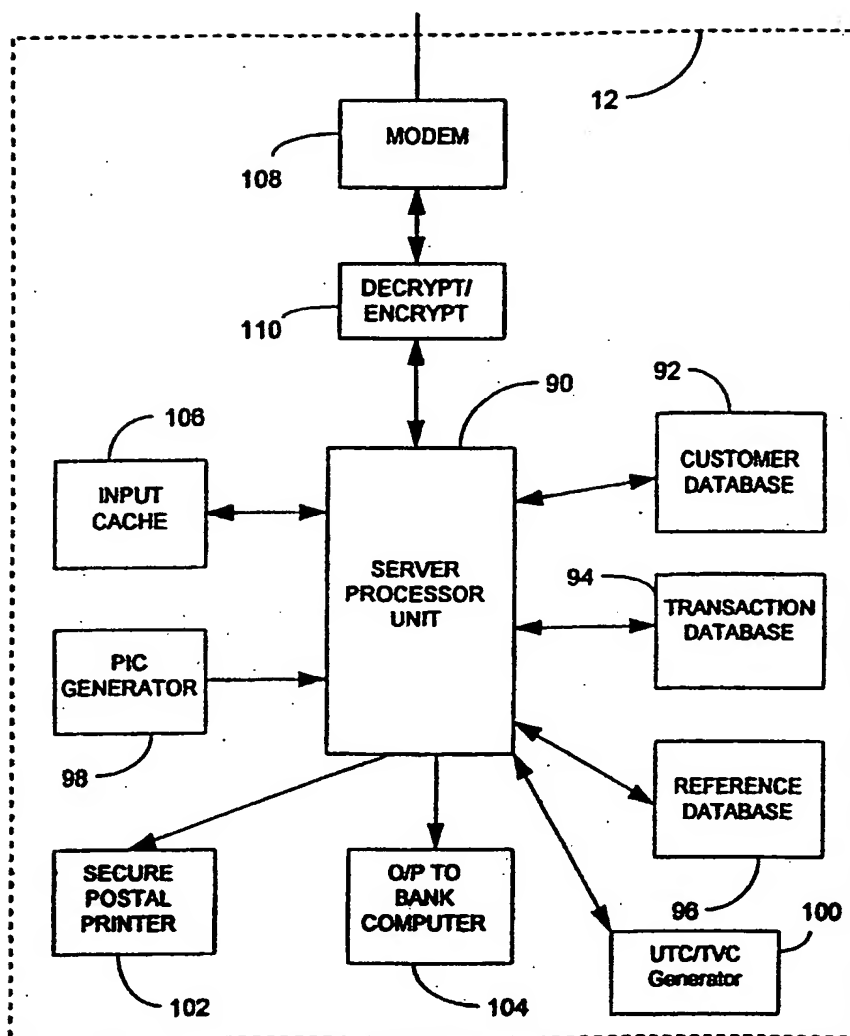 12
MODEM
108
DECRYPT/
ENCRYPT
110
90
92
106
INPUT
CACHE
CUSTOMER
DATABASE
SERVER
PROCESSOR
UNIT
94
TRANSACTION
DATABASE
PIC
GENERATOR
98
REFERENCE
DATABASE
96
SECURE
POSTAL
PRINTER
102
O/P TO
BANK
COMPUTER
104
100
UTC/TVC
Generator